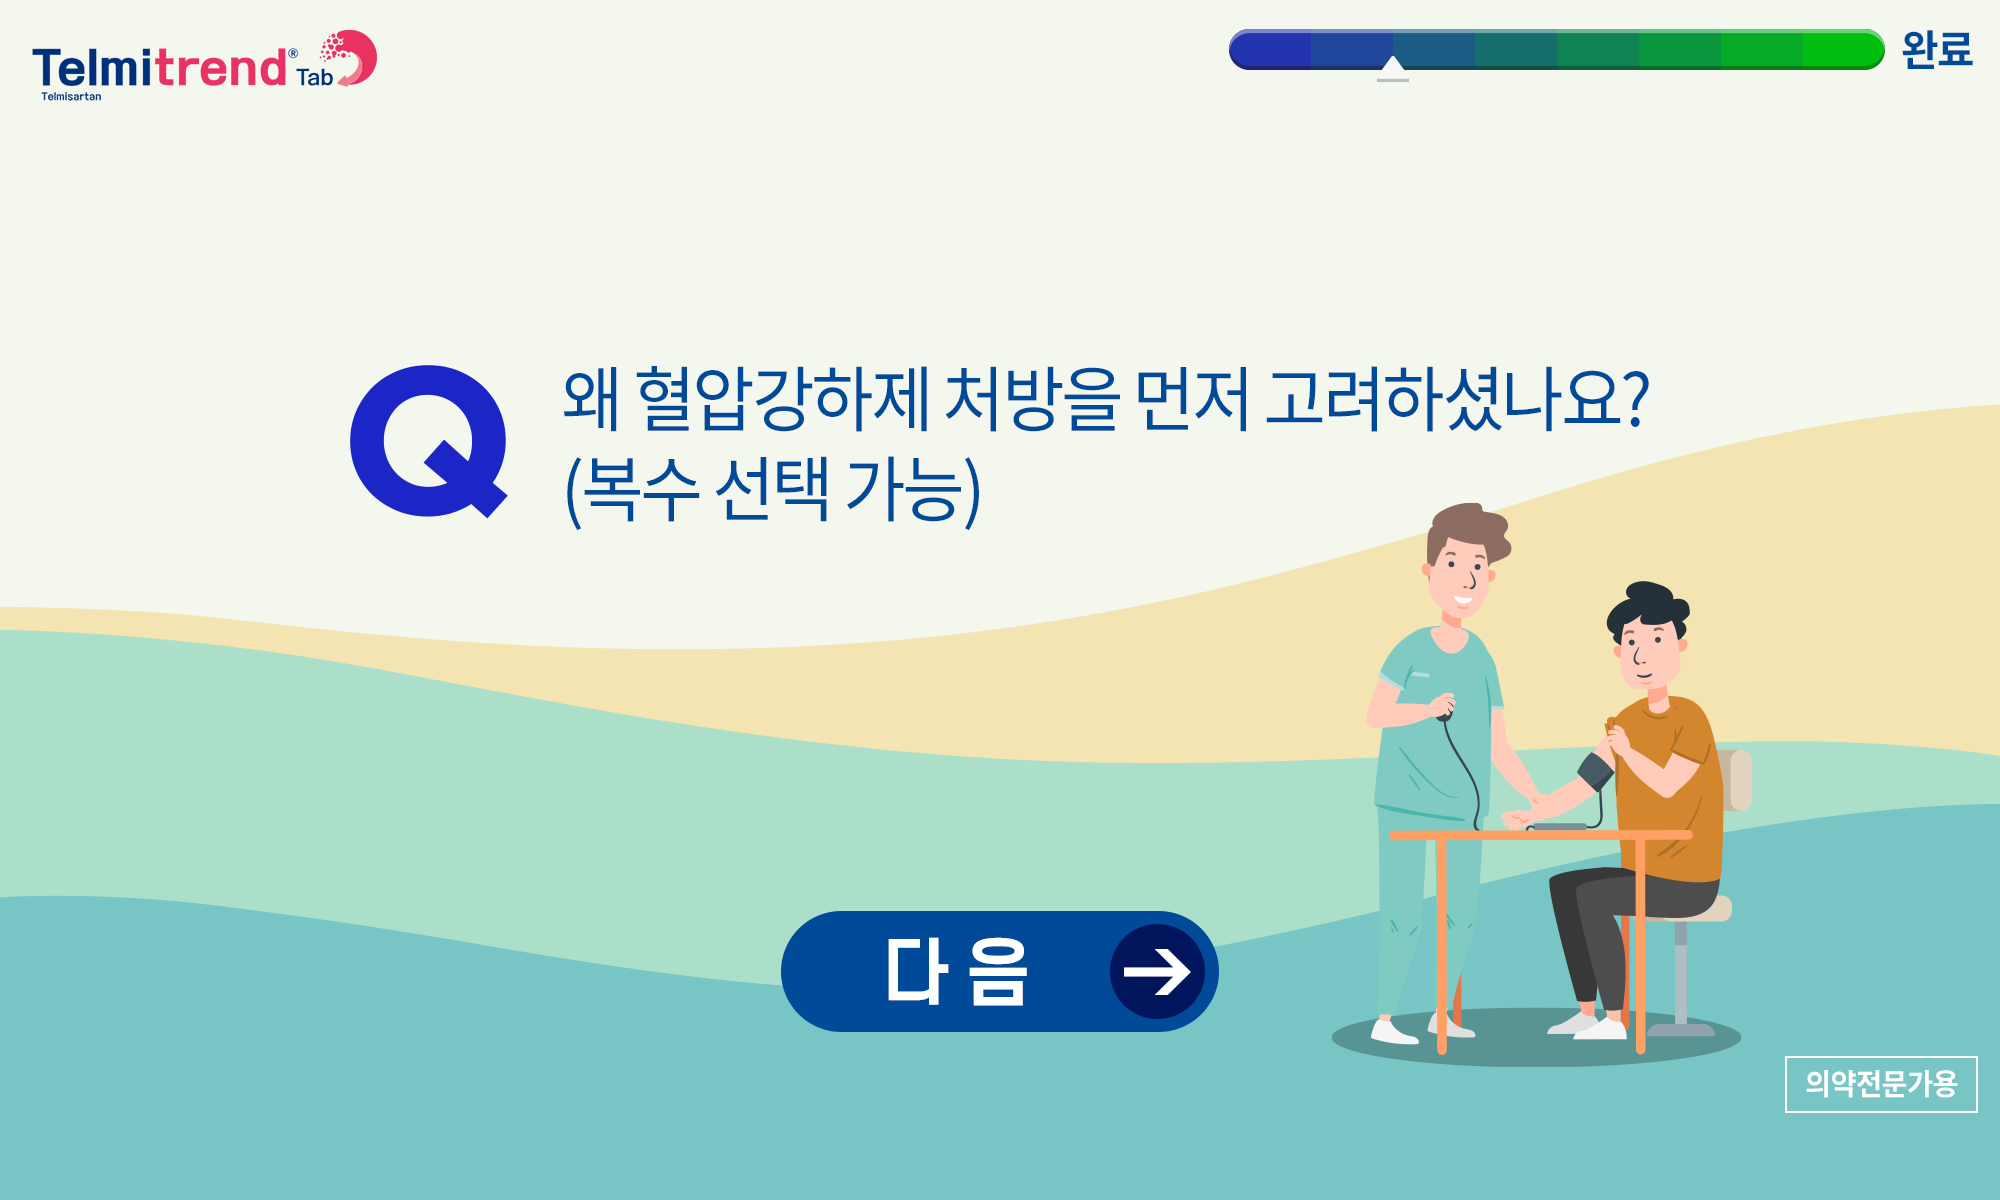 Telmitrend® Tab
Telmisartan
완료
Q
왜 혈압강하제 처방을 먼저 고려하셨나요?
(복수 선택 가능)
다음
의약전문가용